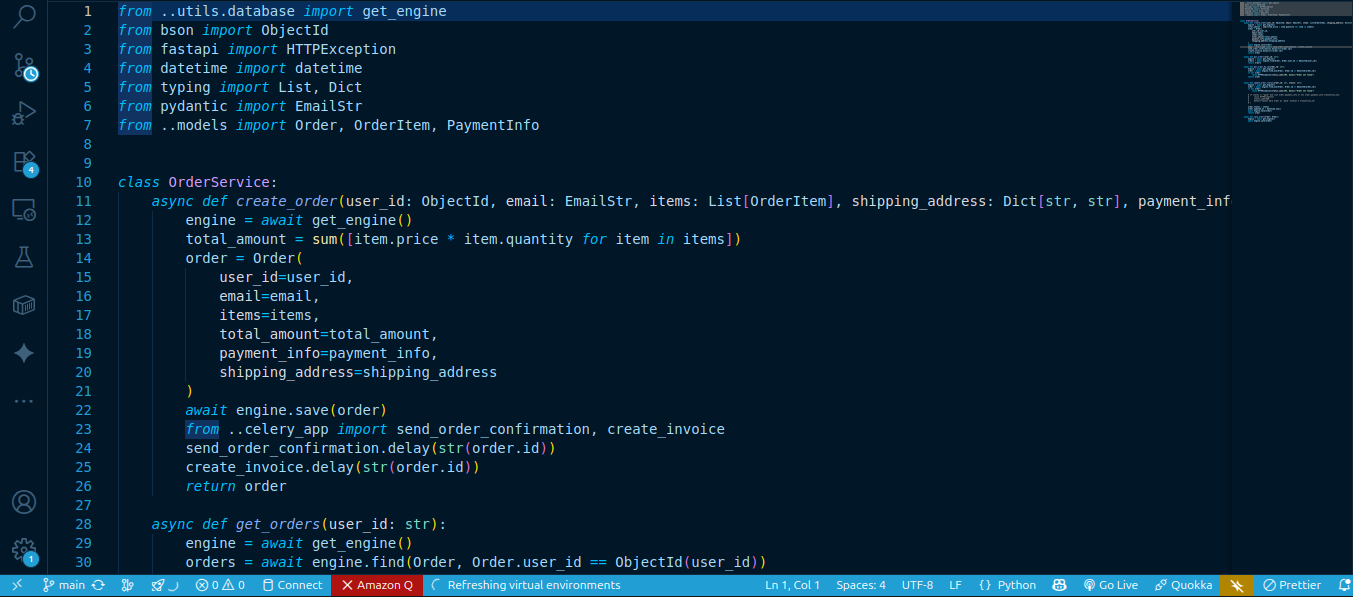 1 from ..utils.database import get_engine
2 from bson import ObjectId
3 from fastapi import HTTPException
4 from datetime import datetime
5 from typing import List, Dict
6 from pydantic import EmailStr
7 from ..models import Order, OrderItem, PaymentInfo
8
9
10 class OrderService:
11 async def create_order(user_id: ObjectId, email: EmailStr, items: List[OrderItem], shipping_address: Dict[str, str], payment_inf
12 engine = await get_engine()
13 total_amount = sum([item.price * item.quantity for item in items])
14 order = Order(
15 user_id=user_id,
16 email=email,
17 items=items,
18 total_amount=total_amount,
19 payment_info=payment_info,
20 shipping_address=shipping_address
21 )
22 await engine.save(order)
23 from ..celery_app import send_order_confirmation, create_invoice
24 send_order_confirmation.delay(str(order.id))
25 create_invoice.delay(str(order.id))
26 return order
27
28 async def get_orders(user_id: str):
29 engine = await get_engine()
30 orders = await engine.find(Order, Order.user_id == ObjectId(user_id))
4
1
main 0 0 Connect Amazon Q Refreshing virtual environments Ln 1, Col 1 Spaces: 4 UTF-8 LF {} Python Go Live Quokka Prettier